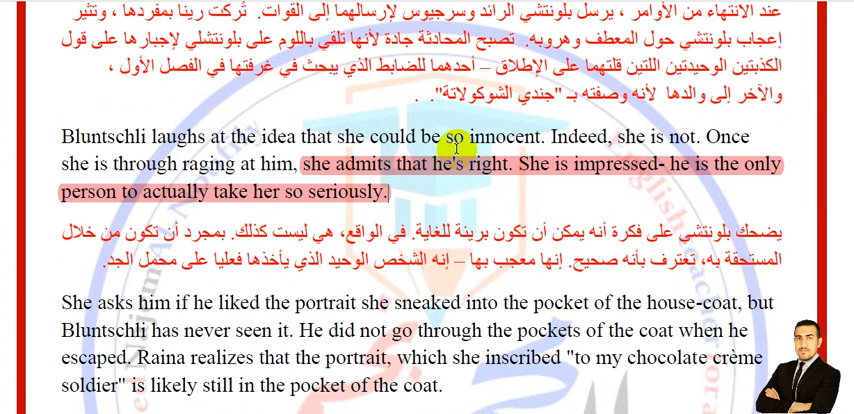 عند الانتهاء من الأوامر ، يرسل بلونتشي الرائد وسرجيوس لإرسالهما إلى القوات. تُركت رينا بمفردها ، وتثير
إعجاب بلونتشي حول المعطف وهروبه. تصبح المحادثة جادة لأنها تلقي باللوم على بلونتشلي لإجبارها على قول
الكذبتين الوحيدتين اللتين قلتهما على الإطلاق – أحدهما للضابط الذي يبحث في غرفتها في الفصل الأول ،
والآخر إلى والدها لأنه وصفته بـ "جندي الشوكولاتة". .
Bluntschli laughs at the idea that she could be so innocent. Indeed, she is not. Once
she is through raging at him, she admits that he's right. She is impressed- he is the only
person to actually take her so seriously.
يضحك بلونتشي على فكرة أنه يمكن أن تكون بريئة للغاية. في الواقع، هي ليست كذلك. بمجرد أن تكون من خلال
المستحقة به، تعترف بأنه صحيح. إنها معجب بها – إنه الشخص الوحيد الذي يأخذها فعليا على محمل الجد.
She asks him if he liked the portrait she sneaked into the pocket of the house-coat, but
Bluntschli has never seen it. He did not go through the pockets of the coat when he
escaped. Raina realizes that the portrait, which she inscribed "to my chocolate crème
soldier" is likely still in the pocket of the coat.